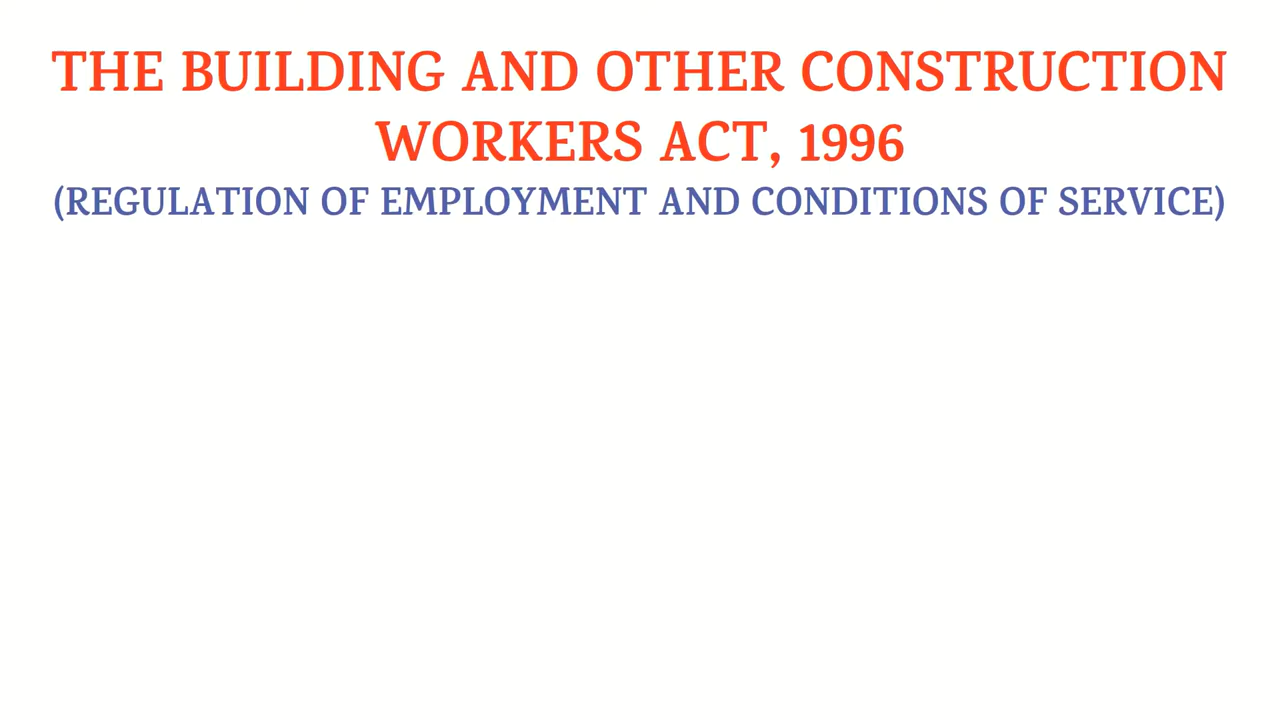 THE BUILDING AND OTHER CONSTRUCTION
WORKERS ACT, 1996
(REGULATION OF EMPLOYMENT AND CONDITIONS OF SERVICE)